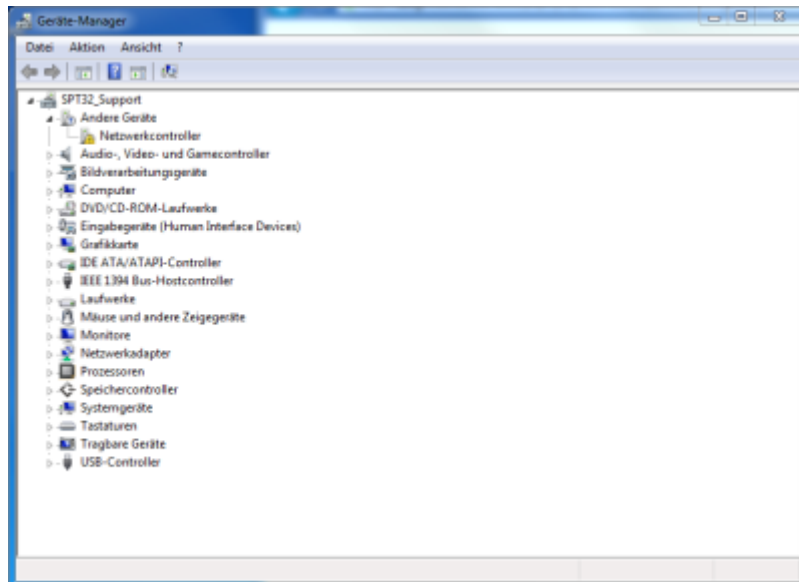 Geräte-Manager
Datei Aktion Ansicht ?
SPT32_Support
Andere Geräte
Netzwerkcontroller
Audio-, Video- und Gamecontroller
Bildverarbeitungsgeräte
Computer
DVD/CD-ROM-Laufwerke
Eingabegeräte (Human Interface Devices)
Grafikkarte
IDE ATA/ATAPI-Controller
IEEE 1394 Bus-Hostcontroller
Laufwerke
Mäuse und andere Zeigegeräte
Monitore
Netzwerkadapter
Prozessoren
Speichercontroller
Systemgeräte
Tastaturen
Tragbare Geräte
USB-Controller